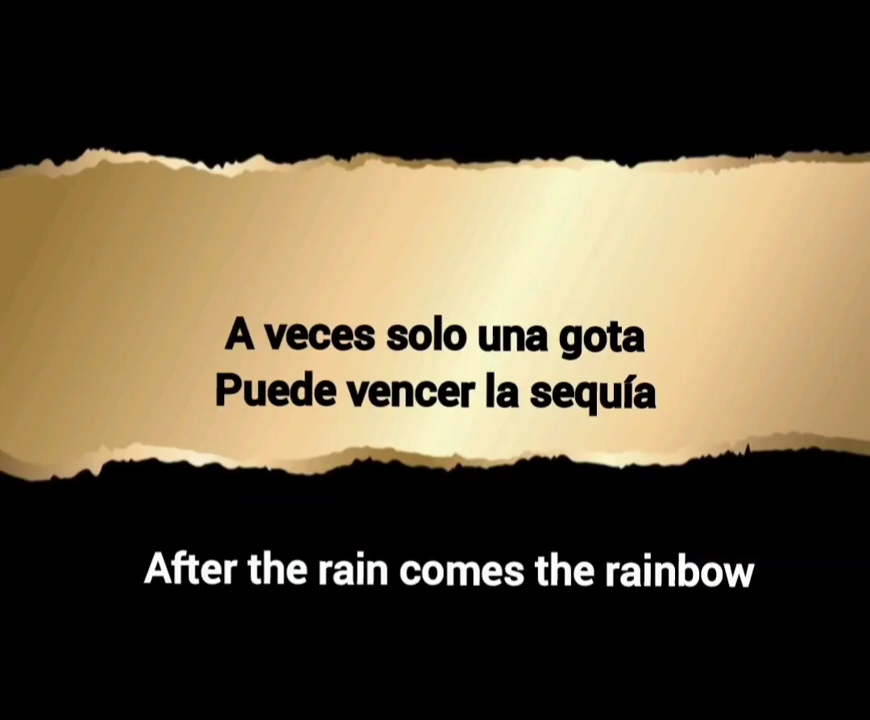 A veces solo una gota
Puede vencer la sequía
After the rain comes the rainbow